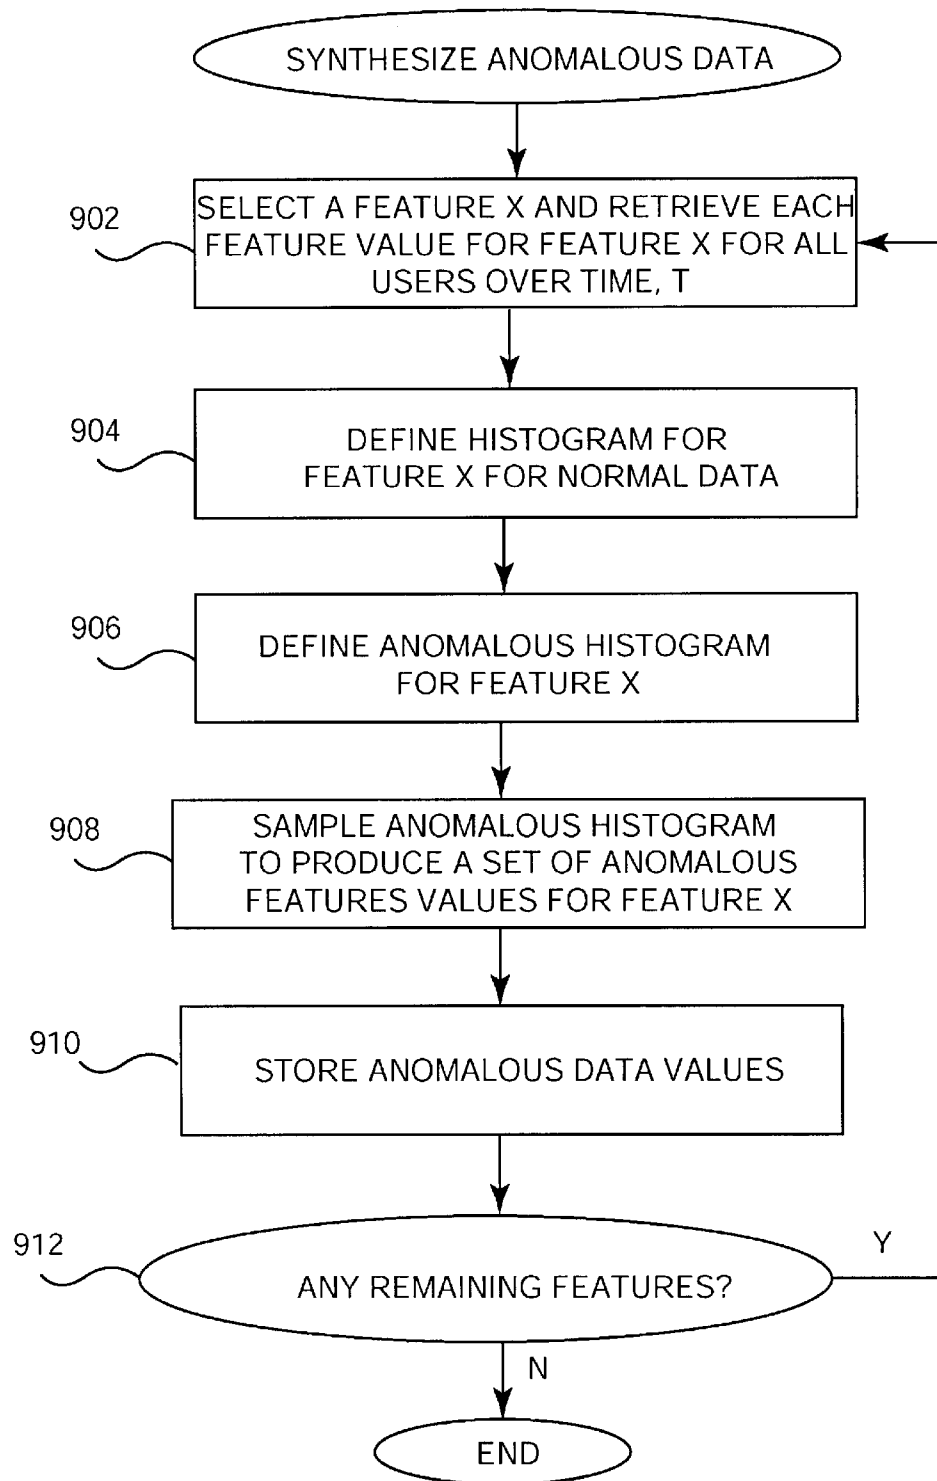 SYNTHESIZE ANOMALOUS DATA
902
SELECT A FEATURE X AND RETRIEVE EACH
FEATURE VALUE FOR FEATURE X FOR ALL
USERS OVER TIME, T
904
DEFINE HISTOGRAM FOR
FEATURE X FOR NORMAL DATA
906
DEFINE ANOMALOUS HISTOGRAM
FOR FEATURE X
908
SAMPLE ANOMALOUS HISTOGRAM
TO PRODUCE A SET OF ANOMALOUS
FEATURES VALUES FOR FEATURE X
910
STORE ANOMALOUS DATA VALUES
912
ANY REMAINING FEATURES?
Y
N
END